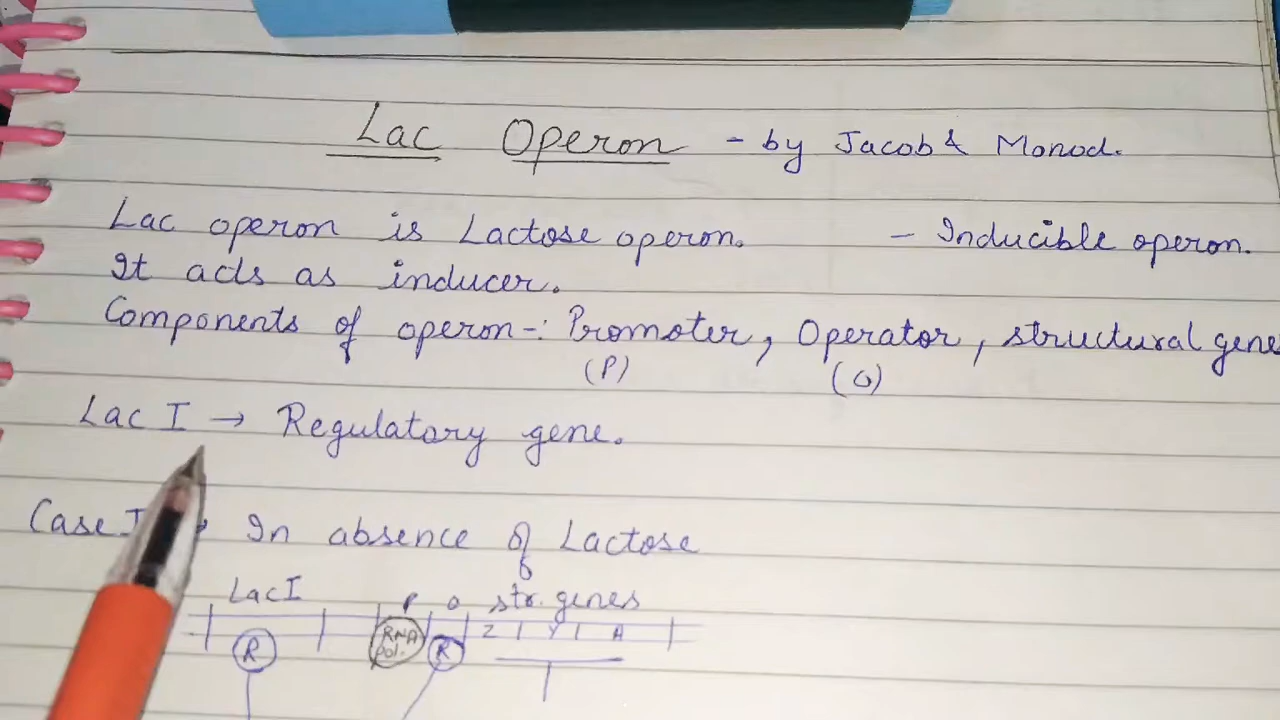 Lac Operon - by Jacob & Monod.
Lac operon is Lactose operon. - Inducible operon.
It acts as inducer.
Components of operon-: Promoter, Operator, structural gene
(P) (O)
Lac I → Regulatory gene.
Case I → In absence of Lactose
LacI P O str. genes
RNA Pol. Z Y A
R R